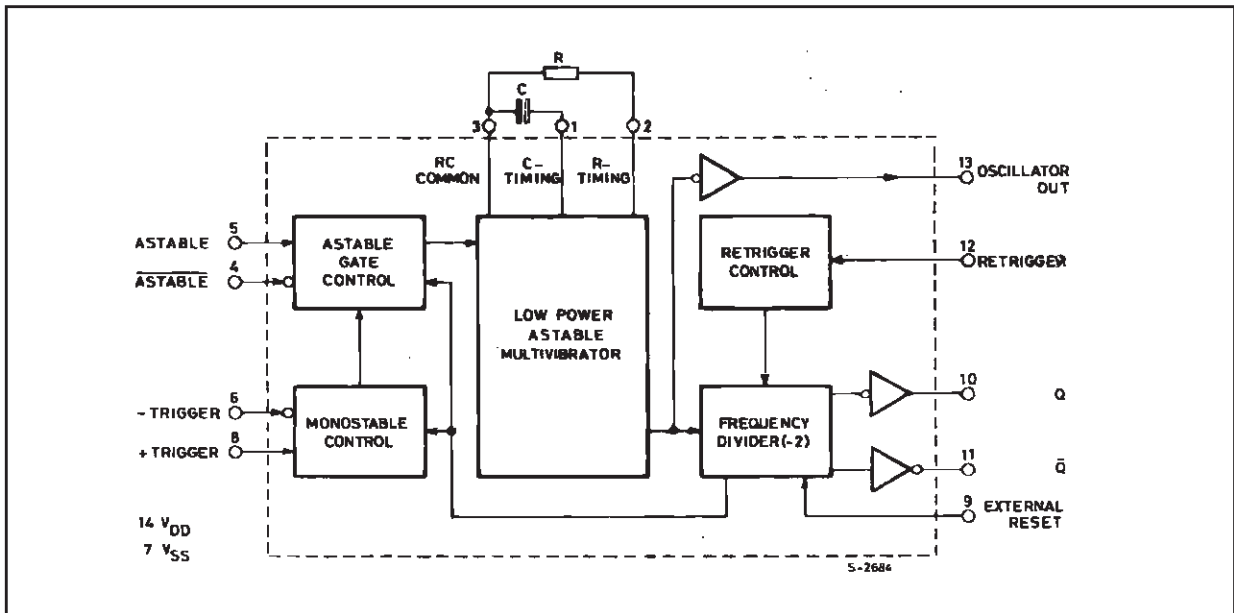 R
C
3
1
2
RC
COMMON
C-
TIMING
R-
TIMING
13
OSCILLATOR
OUT
5
ASTABLE
4
ASTABLE
ASTABLE
GATE
CONTROL
LOW POWER
ASTABLE
MULTIVIBRATOR
RETRIGGER
CONTROL
12
RETRIGGER
6
-TRIGGER
8
+TRIGGER
MONOSTABLE
CONTROL
FREQUENCY
DIVIDER(-2)
10
Q
11
Q̅
9
EXTERNAL
RESET
14 VDD
7 VSS
S-2684